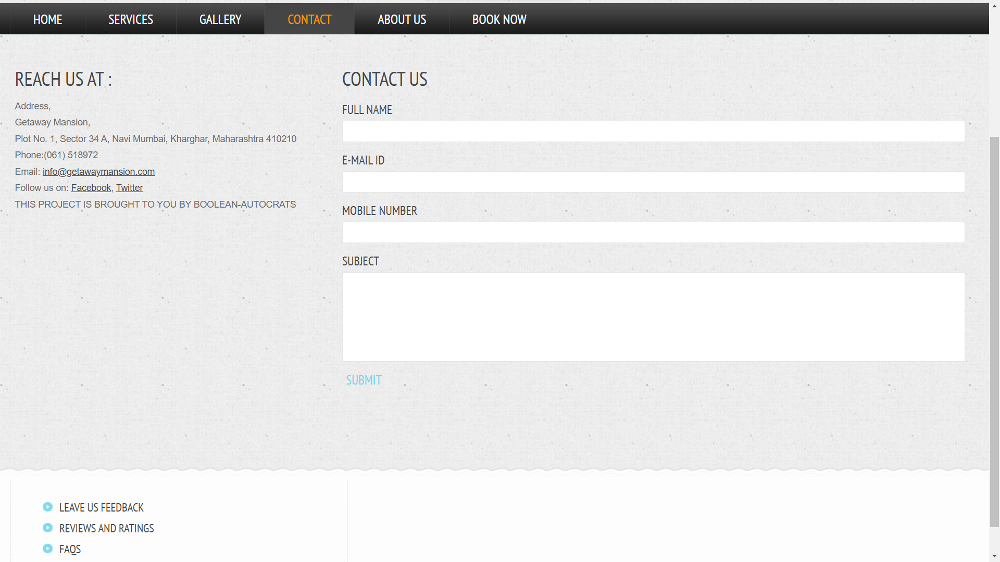 HOME SERVICES GALLERY CONTACT ABOUT US BOOK NOW
REACH US AT :
Address,
Getaway Mansion,
Plot No. 1, Sector 34 A, Navi Mumbai, Kharghar, Maharashtra 410210
Phone:(061) 518972
Email: info@getawaymansion.com
Follow us on: Facebook, Twitter
THIS PROJECT IS BROUGHT TO YOU BY BOOLEAN-AUTOCRATS
CONTACT US
FULL NAME
E-MAIL ID
MOBILE NUMBER
SUBJECT
SUBMIT
LEAVE US FEEDBACK
REVIEWS AND RATINGS
FAQS